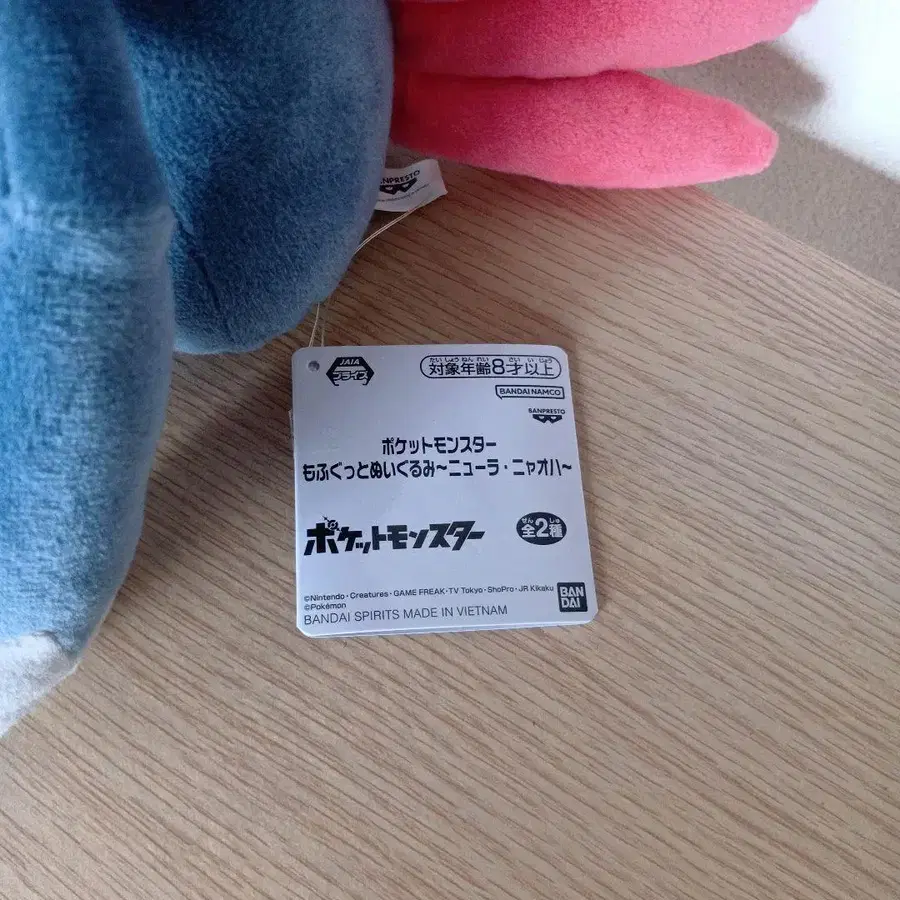 BANPRESTO
JAIA
プライズ
たいしょうねんれい さいいじょう
対象年齢8才以上
BANDAI NAMCO
BANPRESTO
ポケットモンスター
もふぐっとぬいぐるみ~ニューラ・ニャオハ~
ポケットモンスター
ぜん しゅ
全2種
©Nintendo・Creatures・GAME FREAK・TV Tokyo・ShoPro・JR Kikaku
©Pokémon
BANDAI SPIRITS MADE IN VIETNAM
BAN
DAI